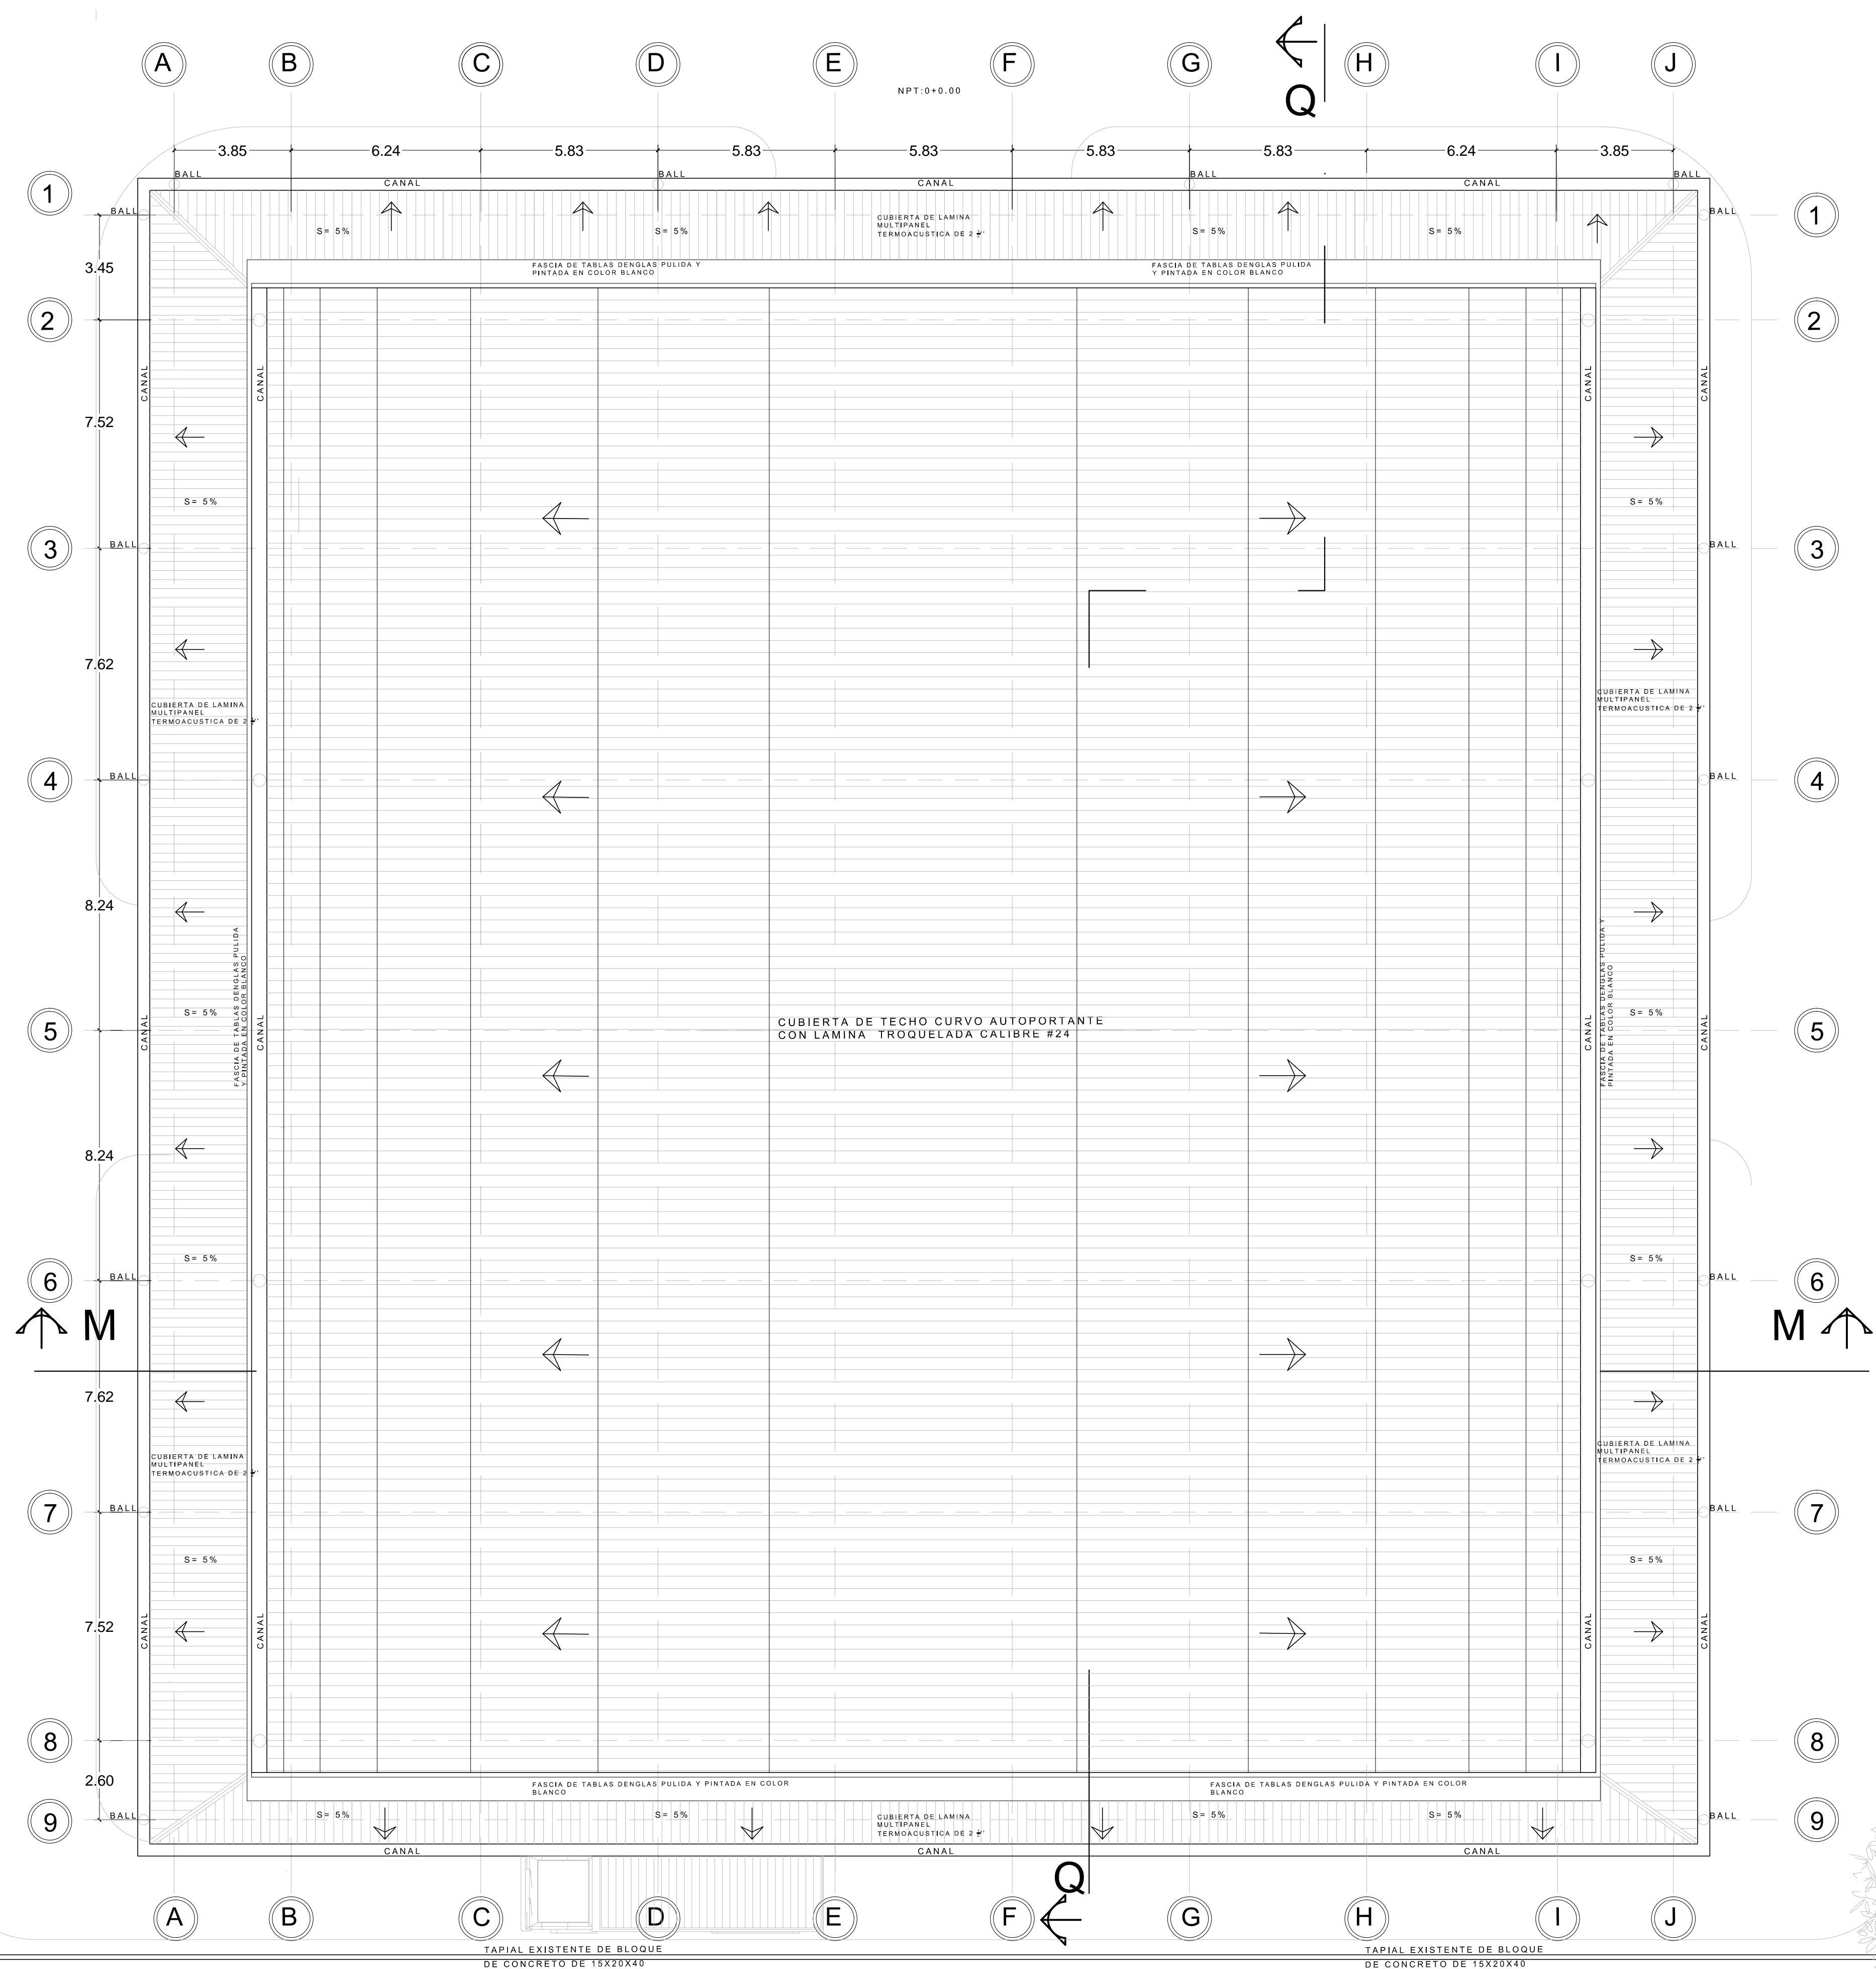 A B C D E F G H I J
Q
NPT:0+0.00
3.85 6.24 5.83 5.83 5.83 5.83 5.83 6.24 3.85
BALL BALL BALL BALL
CANAL CANAL CANAL
1 BALL BALL 1
CUBIERTA DE LAMINA
MULTIPANEL
TERMOACUSTICA DE 2
S= 5% S= 5% S= 5% S= 5%
3.45
FASCIA DE TABLAS DENGLAS PULIDA Y
PINTADA EN COLOR BLANCO
FASCIA DE TABLAS DENGLAS PULIDA
Y PINTADA EN COLOR BLANCO
2 2
CANAL CANAL CANAL CANAL
7.52
S= 5% S= 5%
3 BALL BALL 3
7.62
CUBIERTA DE LAMINA
MULTIPANEL
TERMOACUSTICA DE 2
CUBIERTA DE LAMINA
MULTIPANEL
TERMOACUSTICA DE 2
4 BALL BALL 4
8.24
FASCIA DE TABLAS DENGLAS PULIDA
Y PINTADA EN COLOR BLANCO
FASCIA DE TABLAS DENGLAS PULIDA Y
PINTADA EN COLOR BLANCO
S= 5% S= 5%
CUBIERTA DE TECHO CURVO AUTOPORTANTE
CON LAMINA TROQUELADA CALIBRE #24
5 CANAL CANAL CANAL CANAL 5
8.24
S= 5% S= 5%
6 BALL BALL 6
M M
7.62
CUBIERTA DE LAMINA
MULTIPANEL
TERMOACUSTICA DE 2
CUBIERTA DE LAMINA
MULTIPANEL
TERMOACUSTICA DE 2
7 BALL BALL 7
S= 5% S= 5%
7.52
CANAL CANAL CANAL CANAL
8 8
2.60
FASCIA DE TABLAS DENGLAS PULIDA Y PINTADA EN COLOR
BLANCO
FASCIA DE TABLAS DENGLAS PULIDA Y PINTADA EN COLOR
BLANCO
9 BALL BALL 9
S= 5% S= 5% S= 5% S= 5%
CUBIERTA DE LAMINA
MULTIPANEL
TERMOACUSTICA DE 2
CANAL CANAL CANAL
Q
A B C D E F G H I J
TAPIAL EXISTENTE DE BLOQUE
DE CONCRETO DE 15X20X40
TAPIAL EXISTENTE DE BLOQUE
DE CONCRETO DE 15X20X40